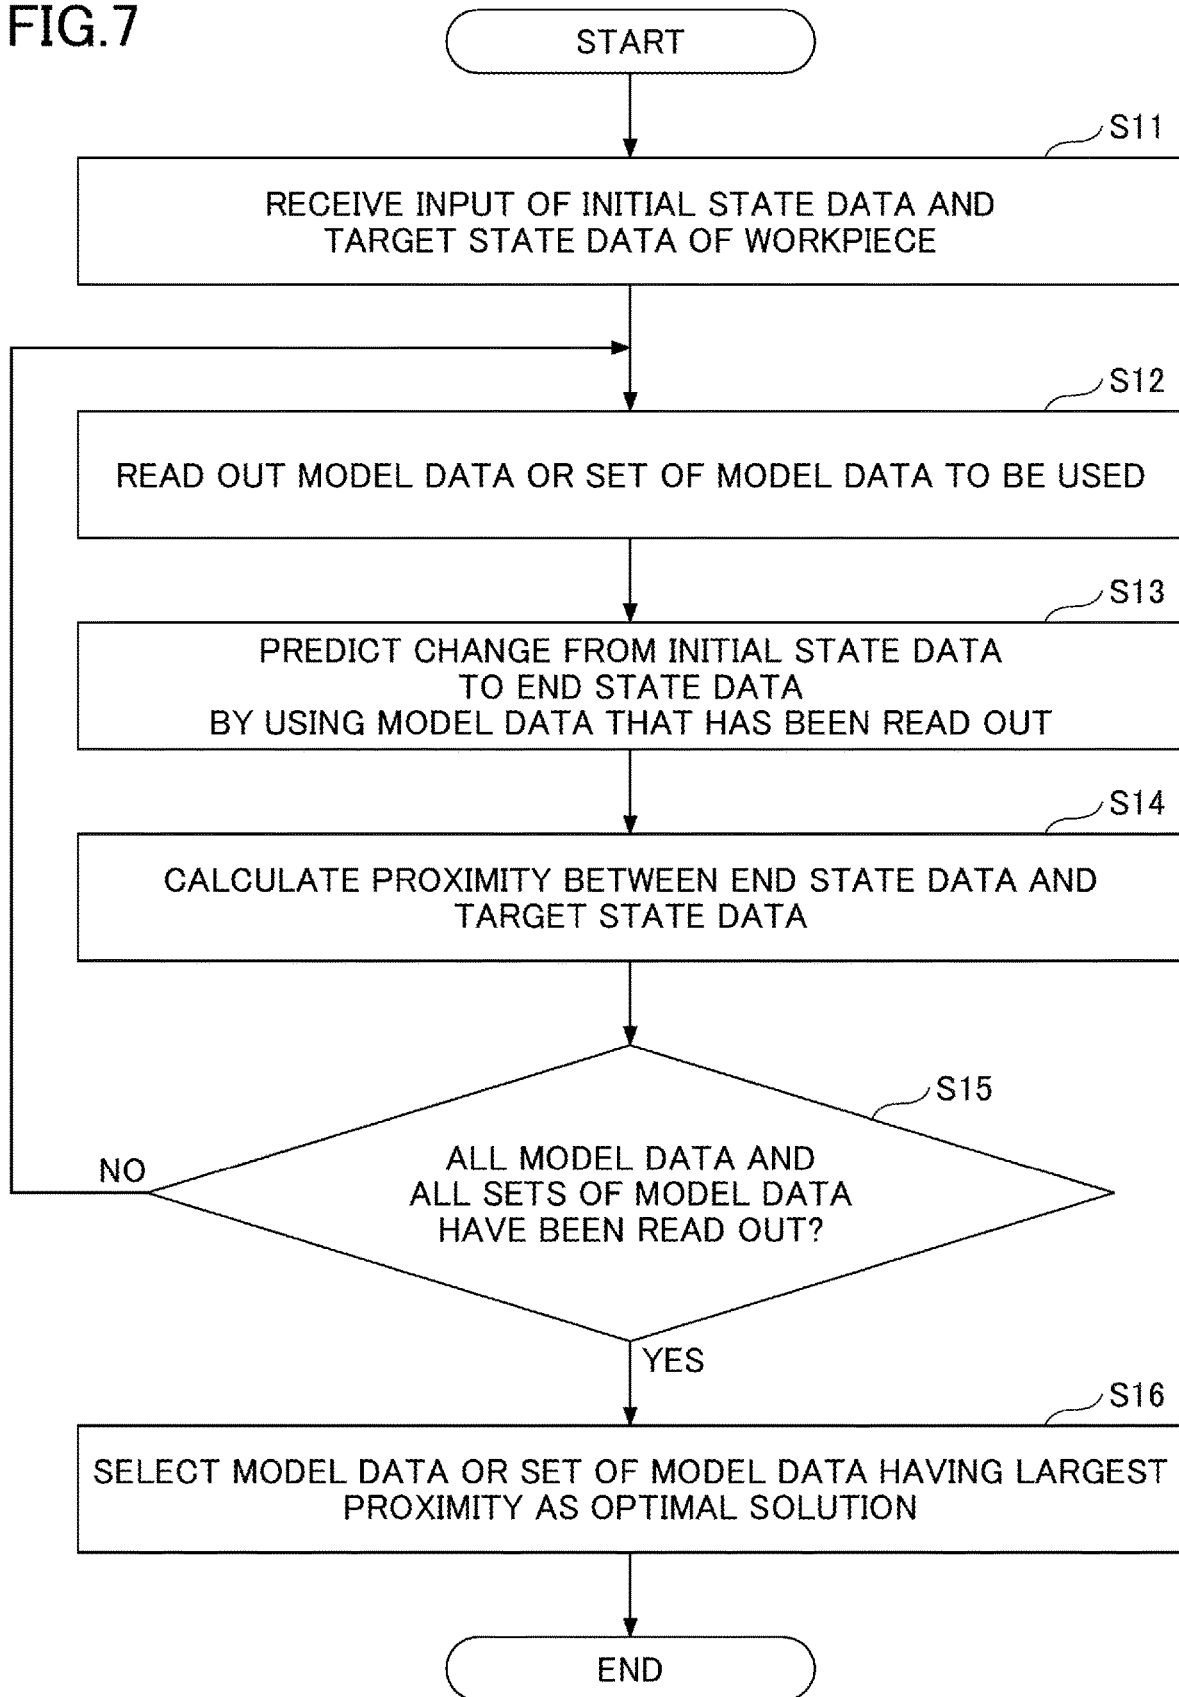 FIG.7
START
S11
RECEIVE INPUT OF INITIAL STATE DATA AND
TARGET STATE DATA OF WORKPIECE
S12
READ OUT MODEL DATA OR SET OF MODEL DATA TO BE USED
S13
PREDICT CHANGE FROM INITIAL STATE DATA
TO END STATE DATA
BY USING MODEL DATA THAT HAS BEEN READ OUT
S14
CALCULATE PROXIMITY BETWEEN END STATE DATA AND
TARGET STATE DATA
S15
ALL MODEL DATA AND
ALL SETS OF MODEL DATA
HAVE BEEN READ OUT?
NO
YES
S16
SELECT MODEL DATA OR SET OF MODEL DATA HAVING LARGEST
PROXIMITY AS OPTIMAL SOLUTION
END